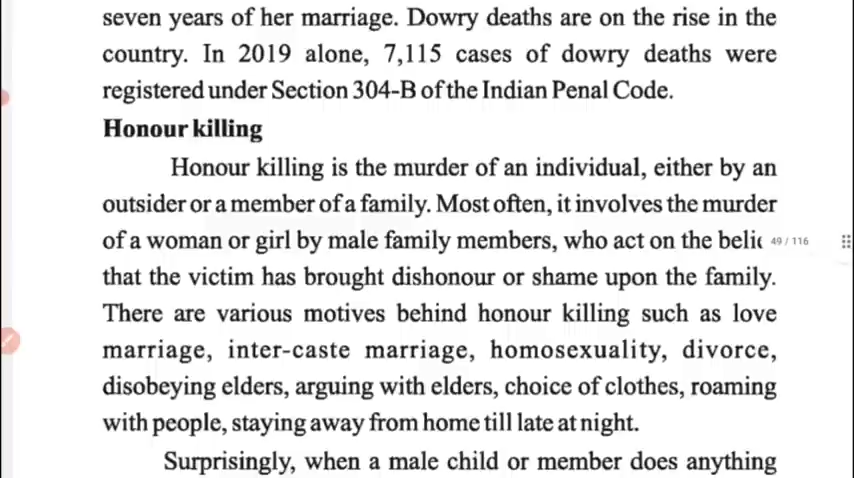 seven years of her marriage. Dowry deaths are on the rise in the
country. In 2019 alone, 7,115 cases of dowry deaths were
registered under Section 304-B of the Indian Penal Code.
Honour killing
Honour killing is the murder of an individual, either by an
outsider or a member of a family. Most often, it involves the murder
of a woman or girl by male family members, who act on the belie
49 / 116
that the victim has brought dishonour or shame upon the family.
There are various motives behind honour killing such as love
marriage, inter-caste marriage, homosexuality, divorce,
disobeying elders, arguing with elders, choice of clothes, roaming
with people, staying away from home till late at night.
Surprisingly, when a male child or member does anything